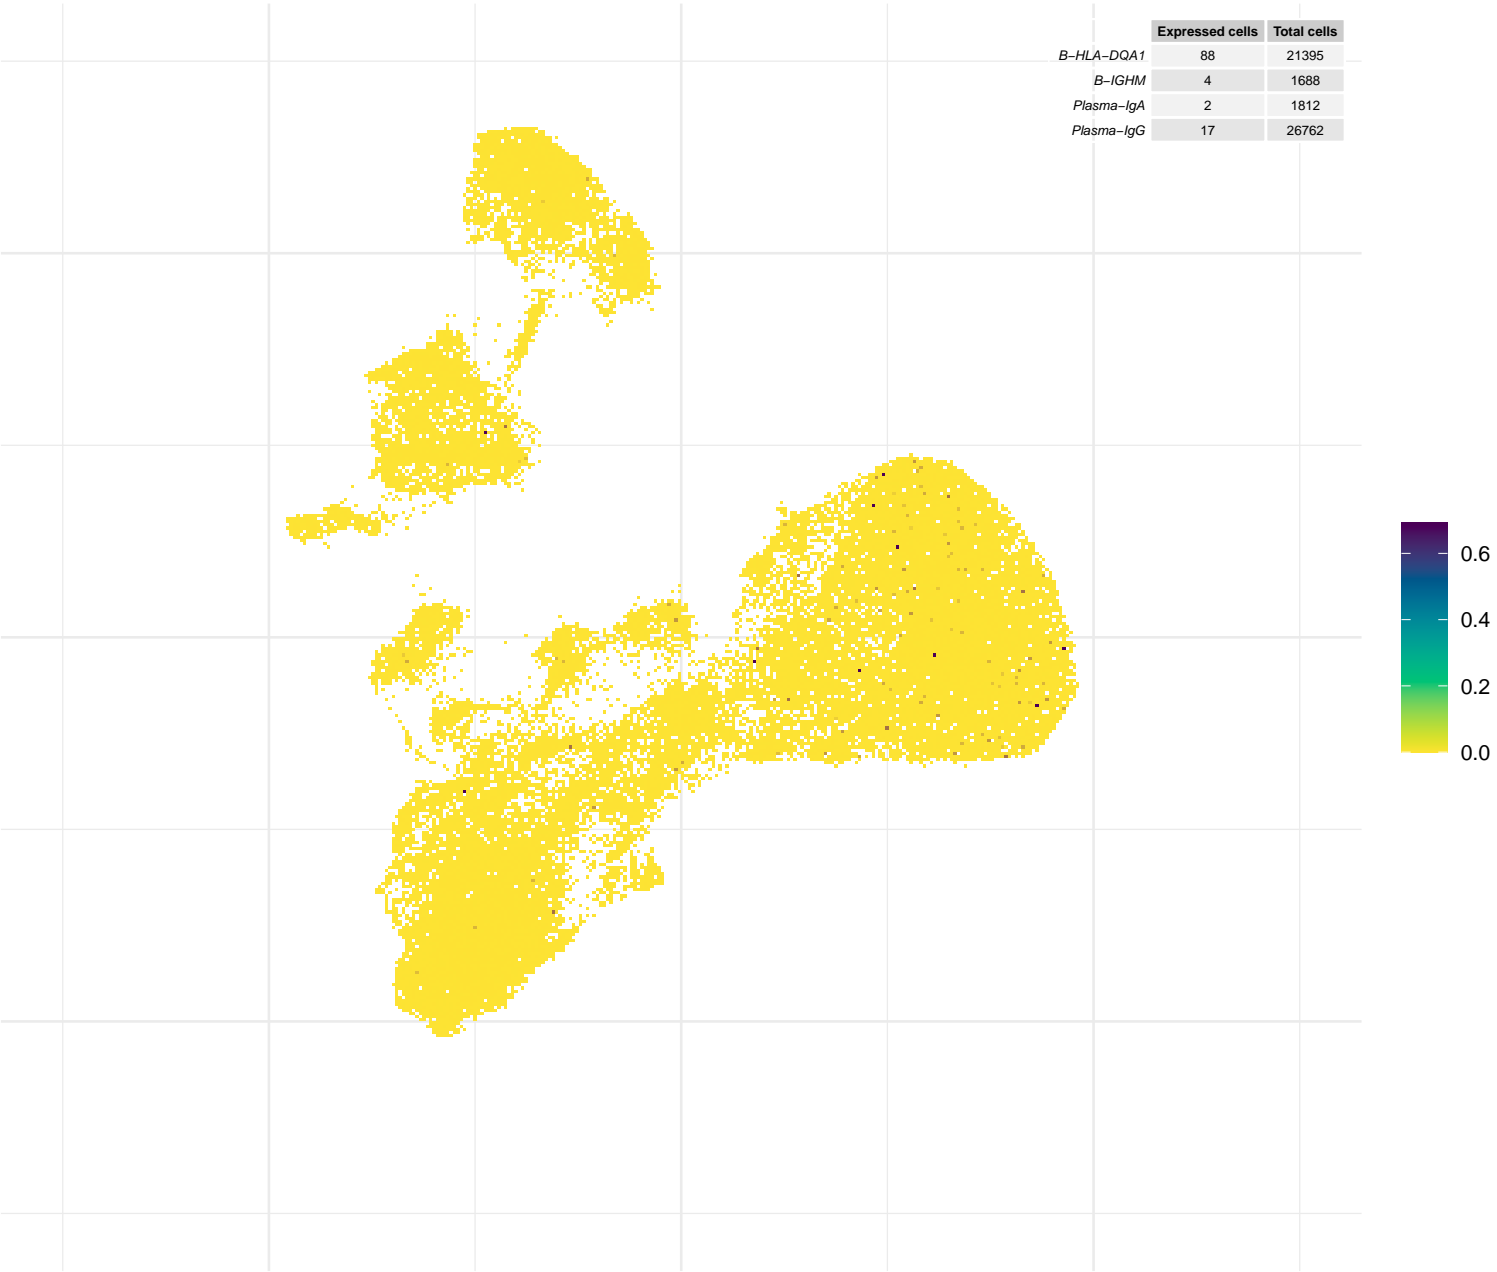 Expressed cells Total cells
B−HLA−DQA1 88 21395
B−IGHM 4 1688
Plasma−IgA 2 1812
Plasma−IgG 17 26762
0.6
0.4
0.2
0.0